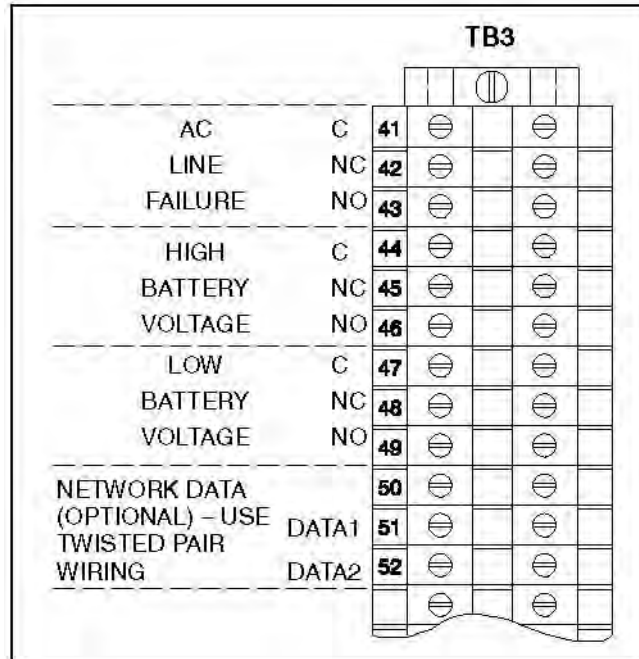 TB3
AC C 41
LINE NC 42
FAILURE NO 43
HIGH C 44
BATTERY NC 45
VOLTAGE NO 46
LOW C 47
BATTERY NC 48
VOLTAGE NO 49
NETWORK DATA 50
(OPTIONAL) – USE DATA1 51
TWISTED PAIR
WIRING DATA2 52